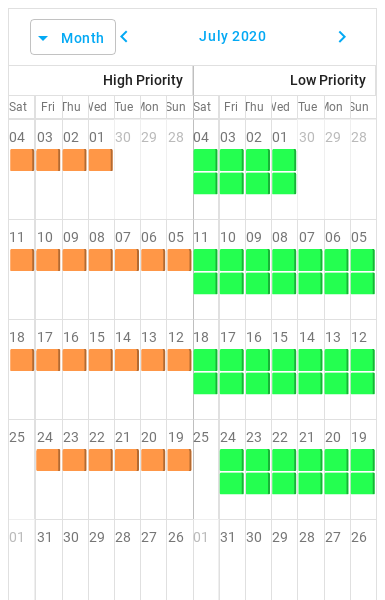 Month
July 2020
High Priority Low Priority
Sat Fri Thu Wed Tue Mon Sun Sat Fri Thu Wed Tue Mon Sun
04 03 02 01 30 29 28 04 03 02 01 30 29 28
11 10 09 08 07 06 05 11 10 09 08 07 06 05
18 17 16 15 14 13 12 18 17 16 15 14 13 12
25 24 23 22 21 20 19 25 24 23 22 21 20 19
01 31 30 29 28 27 26 01 31 30 29 28 27 26